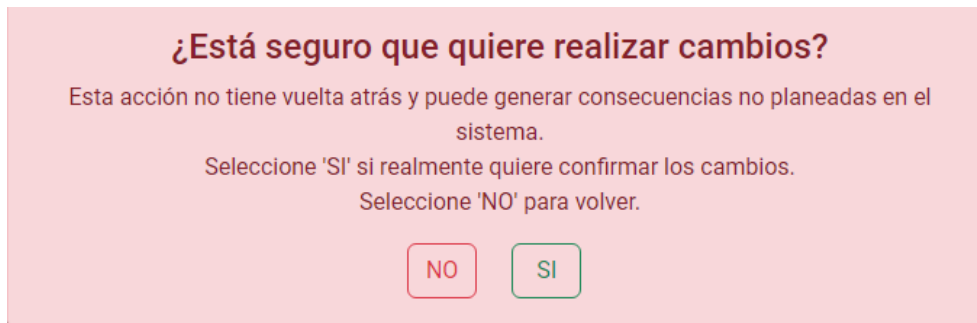 ¿Está seguro que quiere realizar cambios?
Esta acción no tiene vuelta atrás y puede generar consecuencias no planeadas en el
sistema.
Seleccione 'SI' si realmente quiere confirmar los cambios.
Seleccione 'NO' para volver.
NO SI